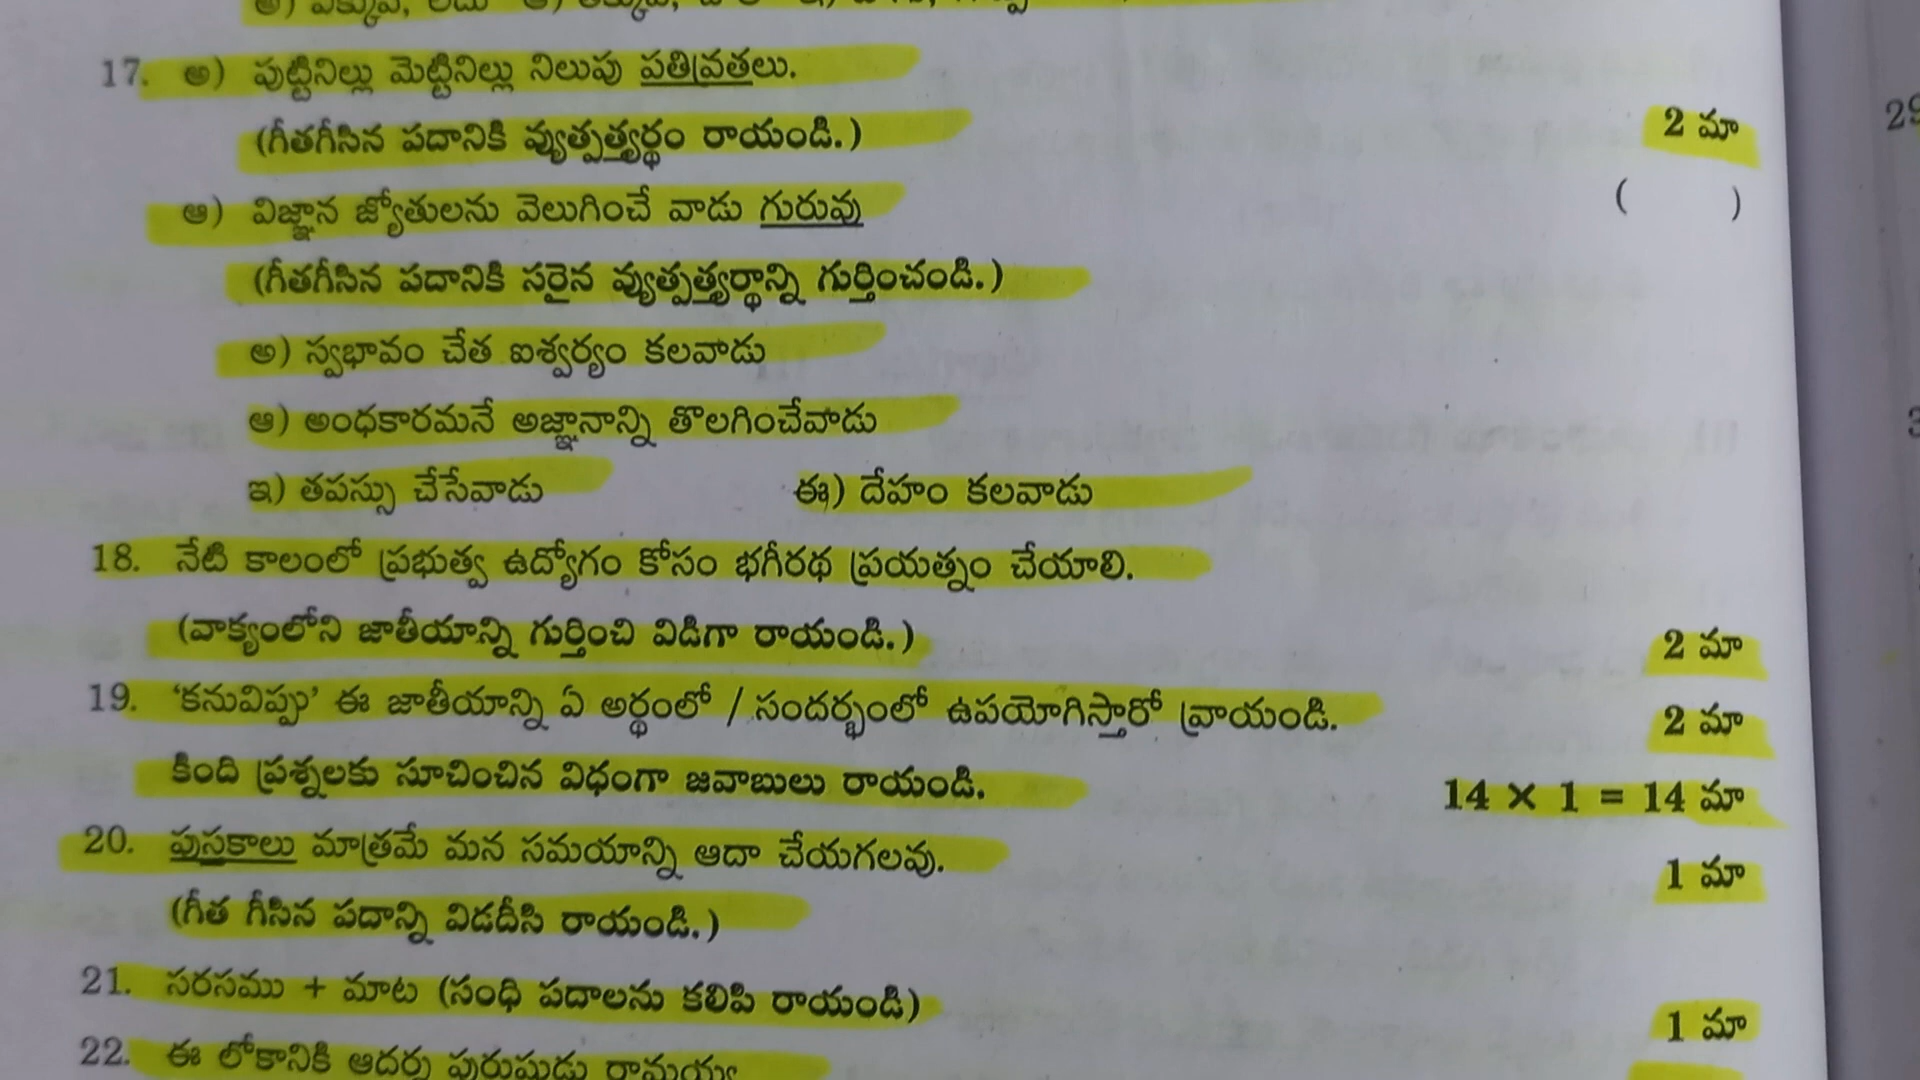 17. అ) పుట్టినిల్లు మెట్టినిల్లు నిలుపు పతివ్రతలు.
(గీతగీసిన పదానికి వ్యుత్పత్త్యర్థం రాయండి.) 2 మా
ఆ) విజ్ఞాన జ్యోతులను వెలుగించే వాడు గురువు ( )
(గీతగీసిన పదానికి సరైన వ్యుత్పత్త్యర్థాన్ని గుర్తించండి.)
అ) స్వభావం చేత ఐశ్వర్యం కలవాడు
ఆ) అంధకారమనే అజ్ఞానాన్ని తొలగించేవాడు
ఇ) తపస్సు చేసేవాడు ఈ) దేహం కలవాడు
18. నేటి కాలంలో ప్రభుత్వ ఉద్యోగం కోసం భగీరథ ప్రయత్నం చేయాలి.
(వాక్యంలోని జాతీయాన్ని గుర్తించి విడిగా రాయండి.) 2 మా
19. ‘కనువిప్పు’ ఈ జాతీయాన్ని ఏ అర్థంలో / సందర్భంలో ఉపయోగిస్తారో వ్రాయండి. 2 మా
కింది ప్రశ్నలకు సూచించిన విధంగా జవాబులు రాయండి. 14 × 1 = 14 మా
20. పుస్తకాలు మాత్రమే మన సమయాన్ని ఆదా చేయగలవు. 1 మా
(గీత గీసిన పదాన్ని విడదీసి రాయండి.)
21. సరసము + మాట (సంధి పదాలను కలిపి రాయండి) 1 మా
22. ఈ లోకానికి ఆదర్శ పురుషుడు రామయ్య